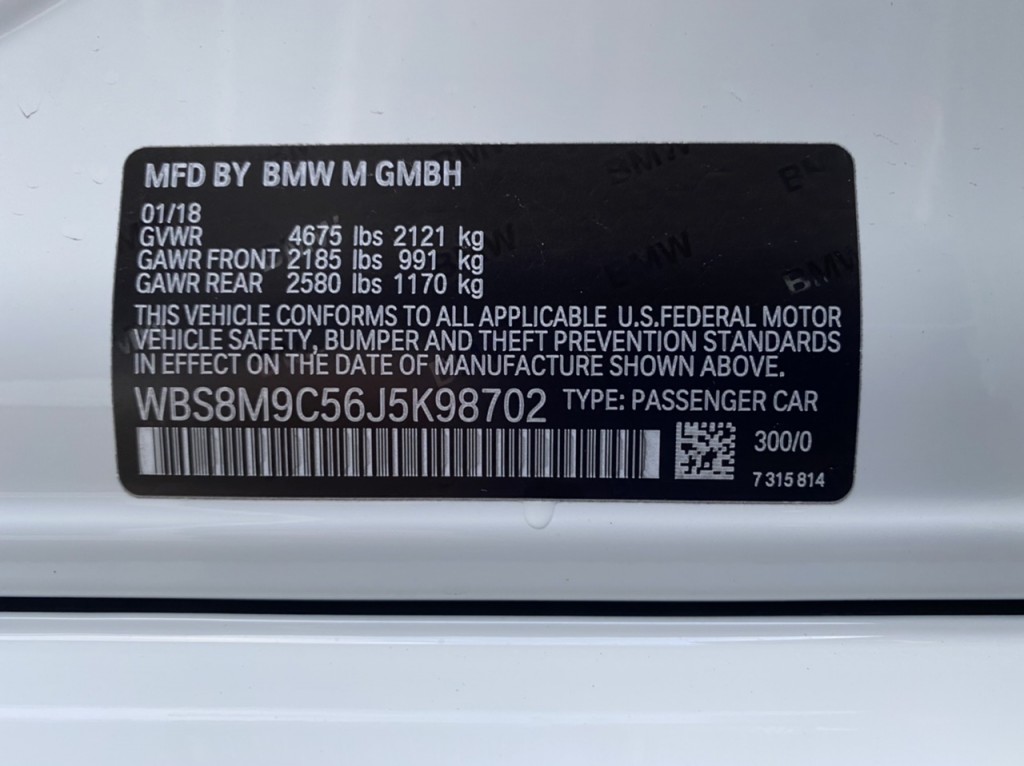 MFD BY BMW M GMBH
01/18
GVWR 4675 lbs 2121 kg
GAWR FRONT 2185 lbs 991 kg
GAWR REAR 2580 lbs 1170 kg
THIS VEHICLE CONFORMS TO ALL APPLICABLE U.S.FEDERAL MOTOR
VEHICLE SAFETY, BUMPER AND THEFT PREVENTION STANDARDS
IN EFFECT ON THE DATE OF MANUFACTURE SHOWN ABOVE.
WBS8M9C56J5K98702 TYPE: PASSENGER CAR
300/0
7 315 814